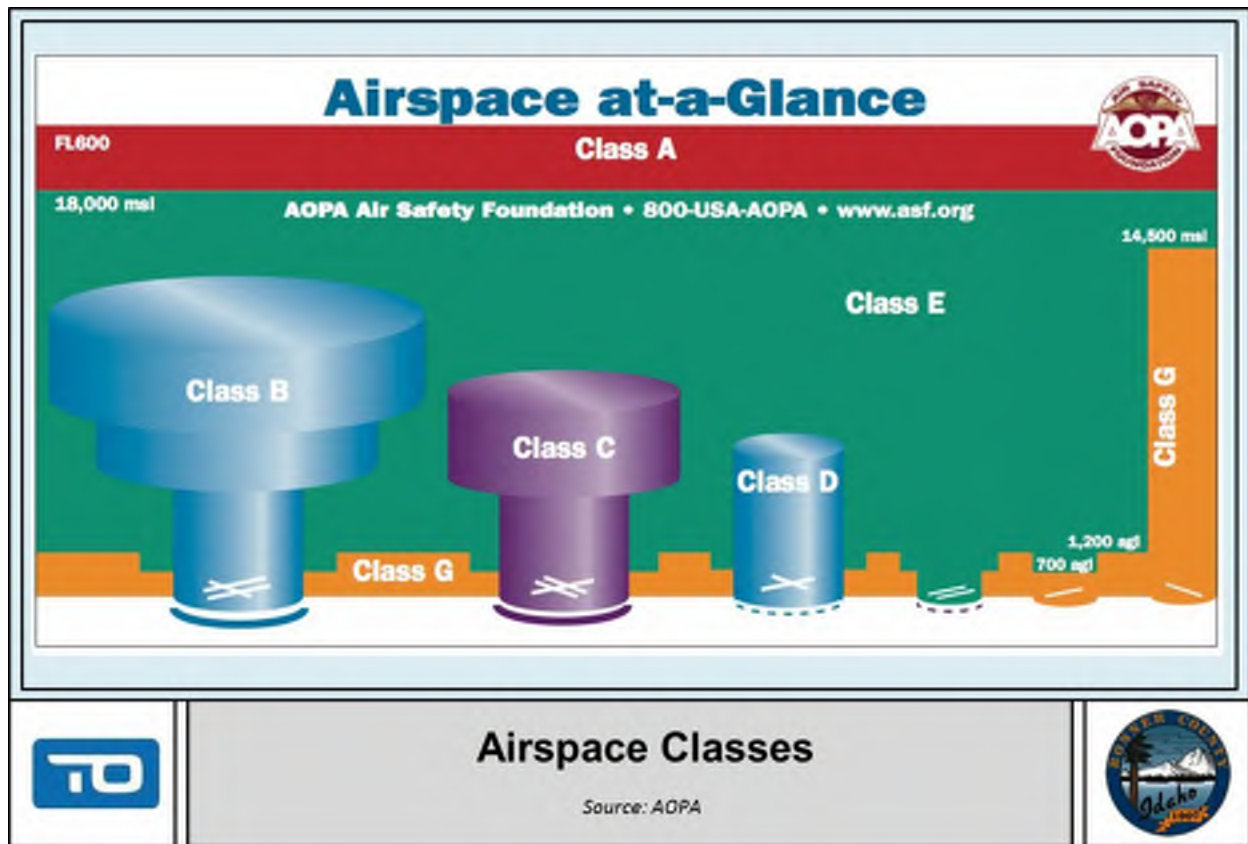 Airspace at-a-Glance
AIR SAFETY
AOPA
FOUNDATION
FL600
Class A
18,000 msl
AOPA Air Safety Foundation • 800-USA-AOPA • www.asf.org
14,500 msl
Class E
Class B
Class C
Class D
Class G
1,200 agl
700 agl
Class G
Airspace Classes
Source: AOPA
BONNER COUNTY
Idaho
1907